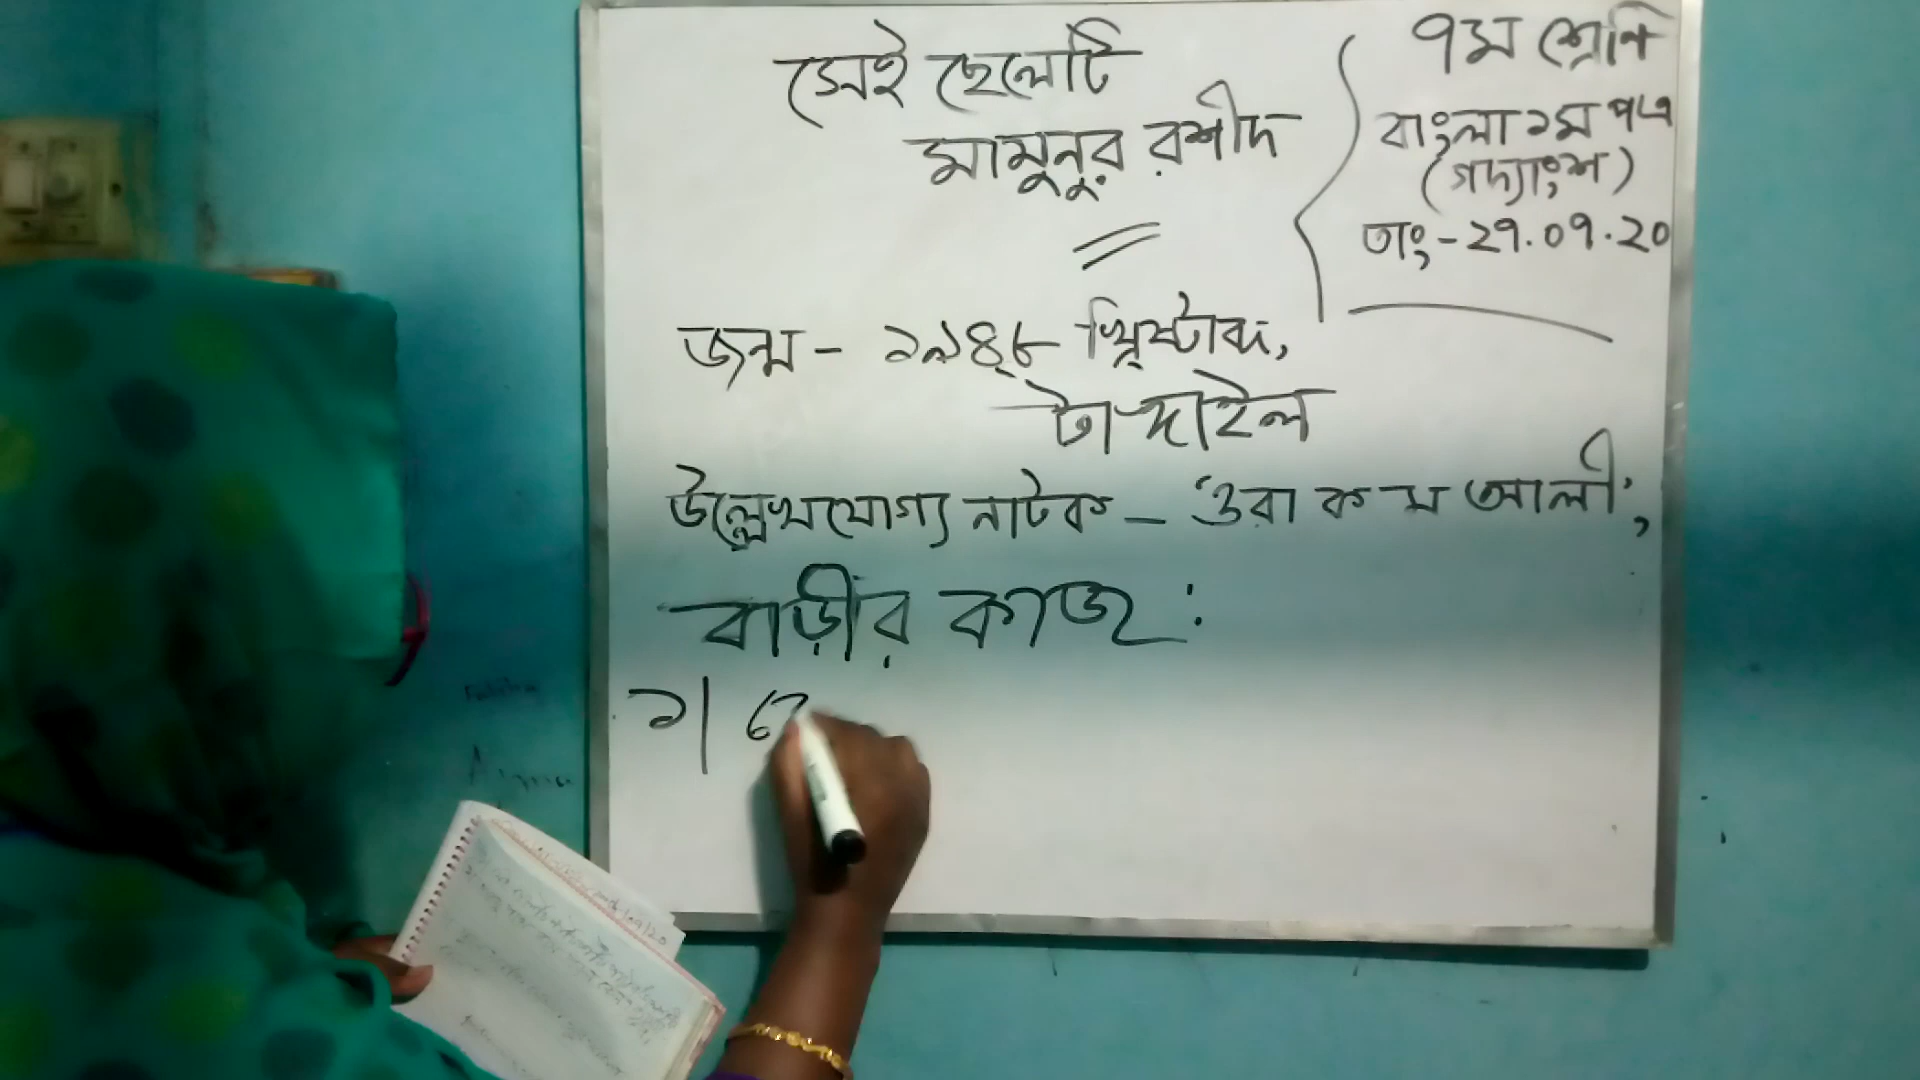 সেই ছেলেটি
মামুনুর রশীদ
৭ম শ্রেণি
বাংলা ১ম পত্র
(গদ্যাংশ)
তাং-২৭.০৭.২০
জন্ম - ১৯৪৮ খ্রিষ্টাব্দ,
টাঙ্গাইল
উল্লেখযোগ্য নাটক - 'ওরা কদম আলী',
বাড়ীর কাজ :
১।